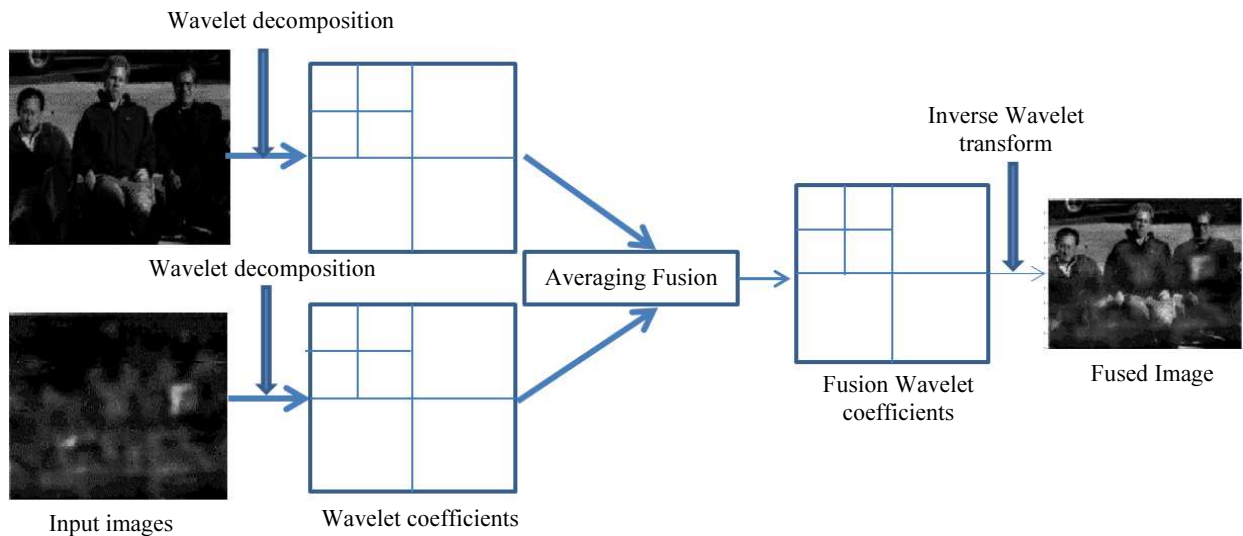 Wavelet decomposition
Inverse Wavelet
transform
Wavelet decomposition
Averaging Fusion
Fusion Wavelet
coefficients
Fused Image
Input images
Wavelet coefficients